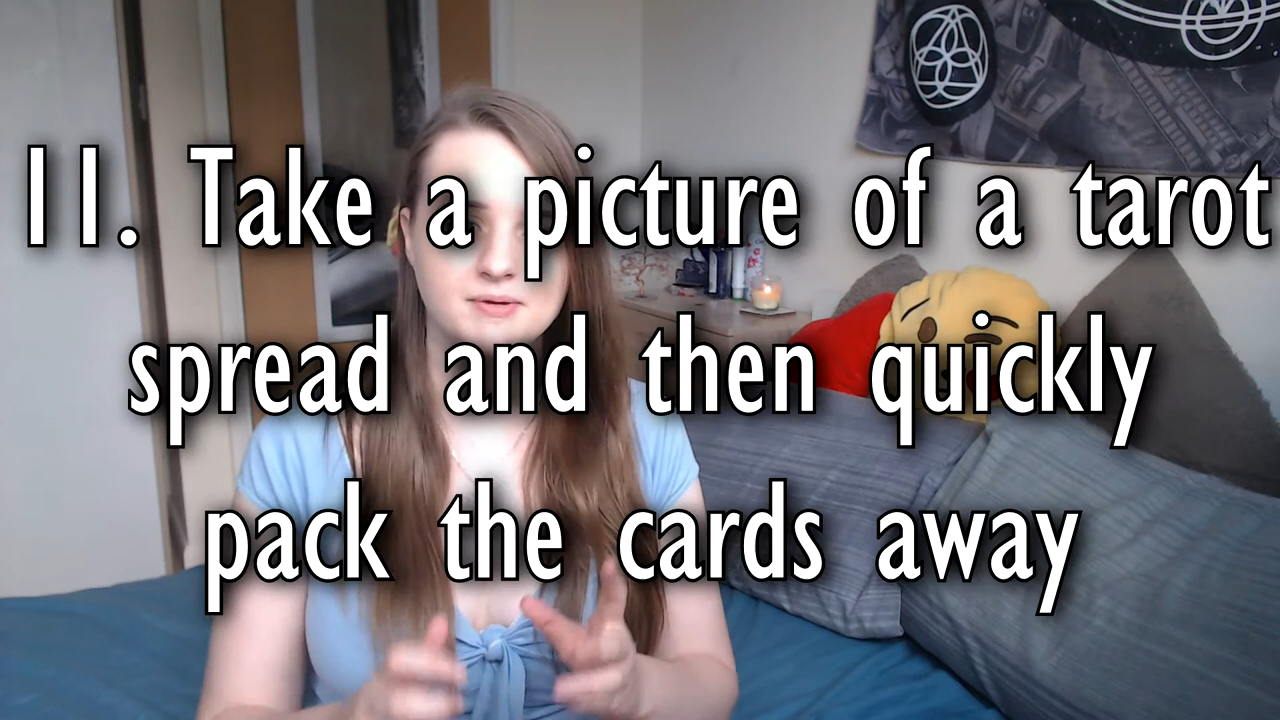 11. Take a picture of a tarot
spread and then quickly
pack the cards away